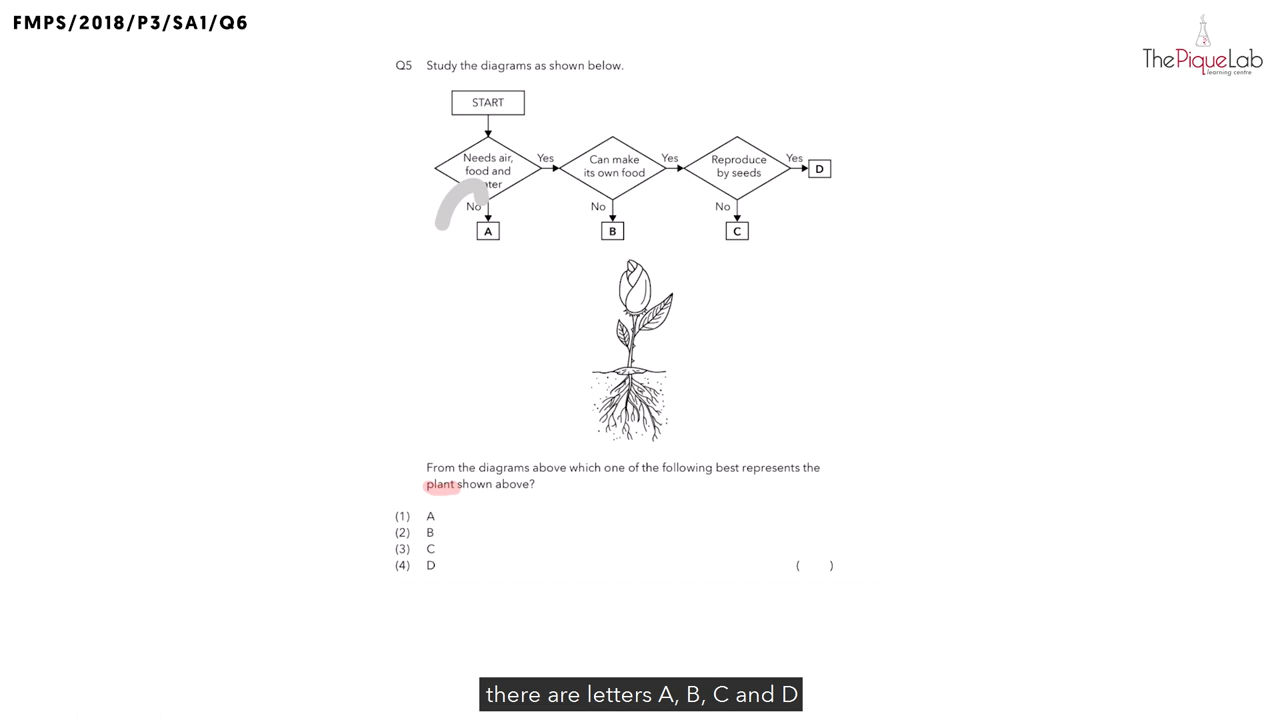 FMPS/2018/P3/SA1/Q6
ThePiqueLab
learning centre
Q5 Study the diagrams as shown below.
START
Needs air,
food and
Yes
Can make
its own food
Yes
Reproduce
by seeds
Yes
D
No
A
No
B
No
C
From the diagrams above which one of the following best represents the
plant shown above?
(1) A
(2) B
(3) C
(4) D ( )
there are letters A, B, C and D